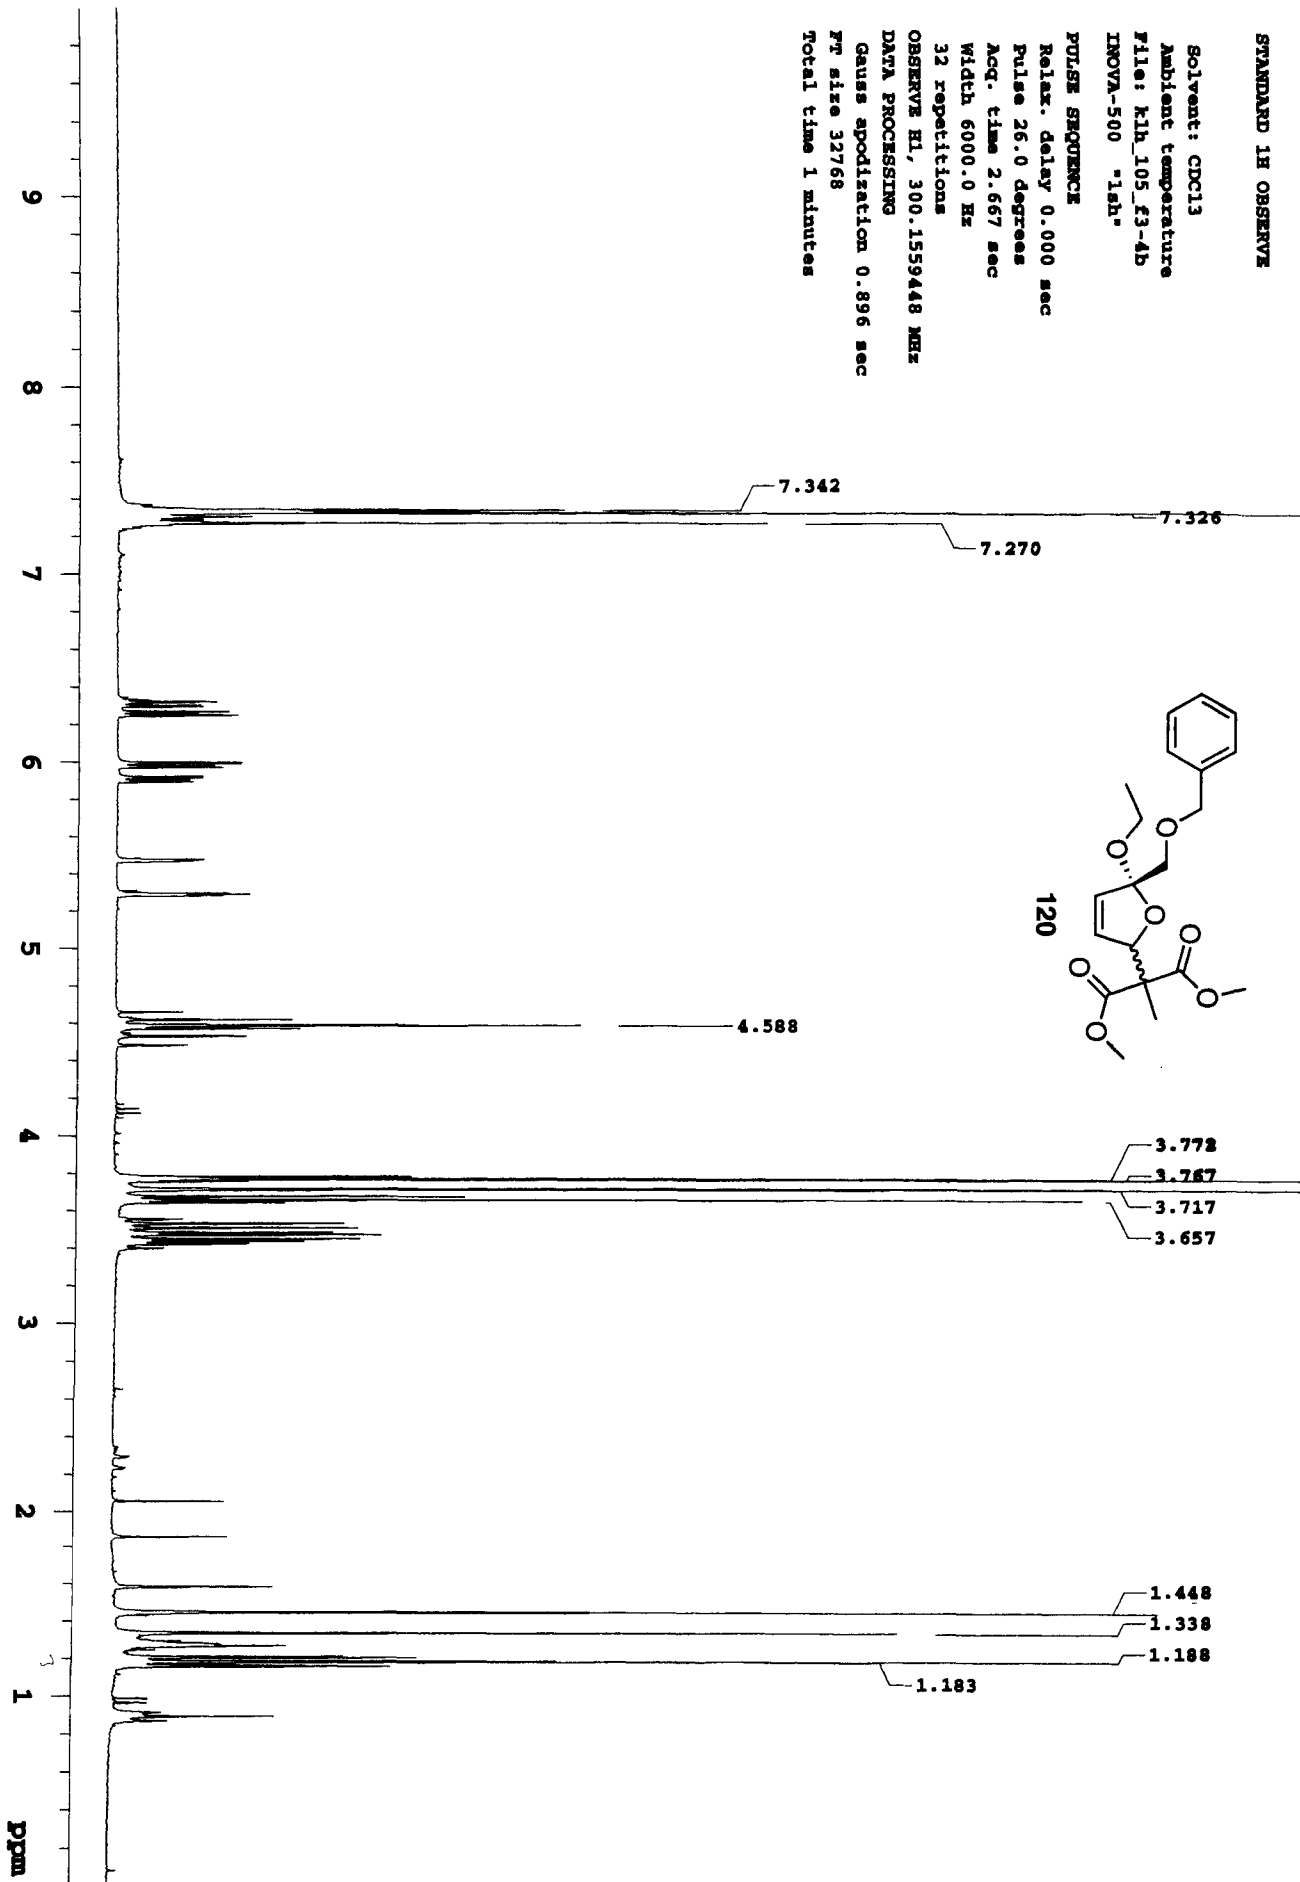 STANDARD 1H OBSERVE
Solvent: CDCl3
Ambient temperature
File: klh_105_f3-4b
INOVA-500 "lsh"
PULSE SEQUENCE
Relax. delay 0.000 sec
Pulse 26.0 degrees
Acq. time 2.667 sec
Width 6000.0 Hz
32 repetitions
OBSERVE H1, 300.1559448 MHz
DATA PROCESSING
Gauss apodization 0.896 sec
FT size 32768
Total time 1 minutes
7.342
7.326
7.270
O
O
O
O
O
O
O
120
4.588
3.772
3.767
3.717
3.657
1.448
1.338
1.188
1.183
9 8 7 6 5 4 3 2 1 ppm